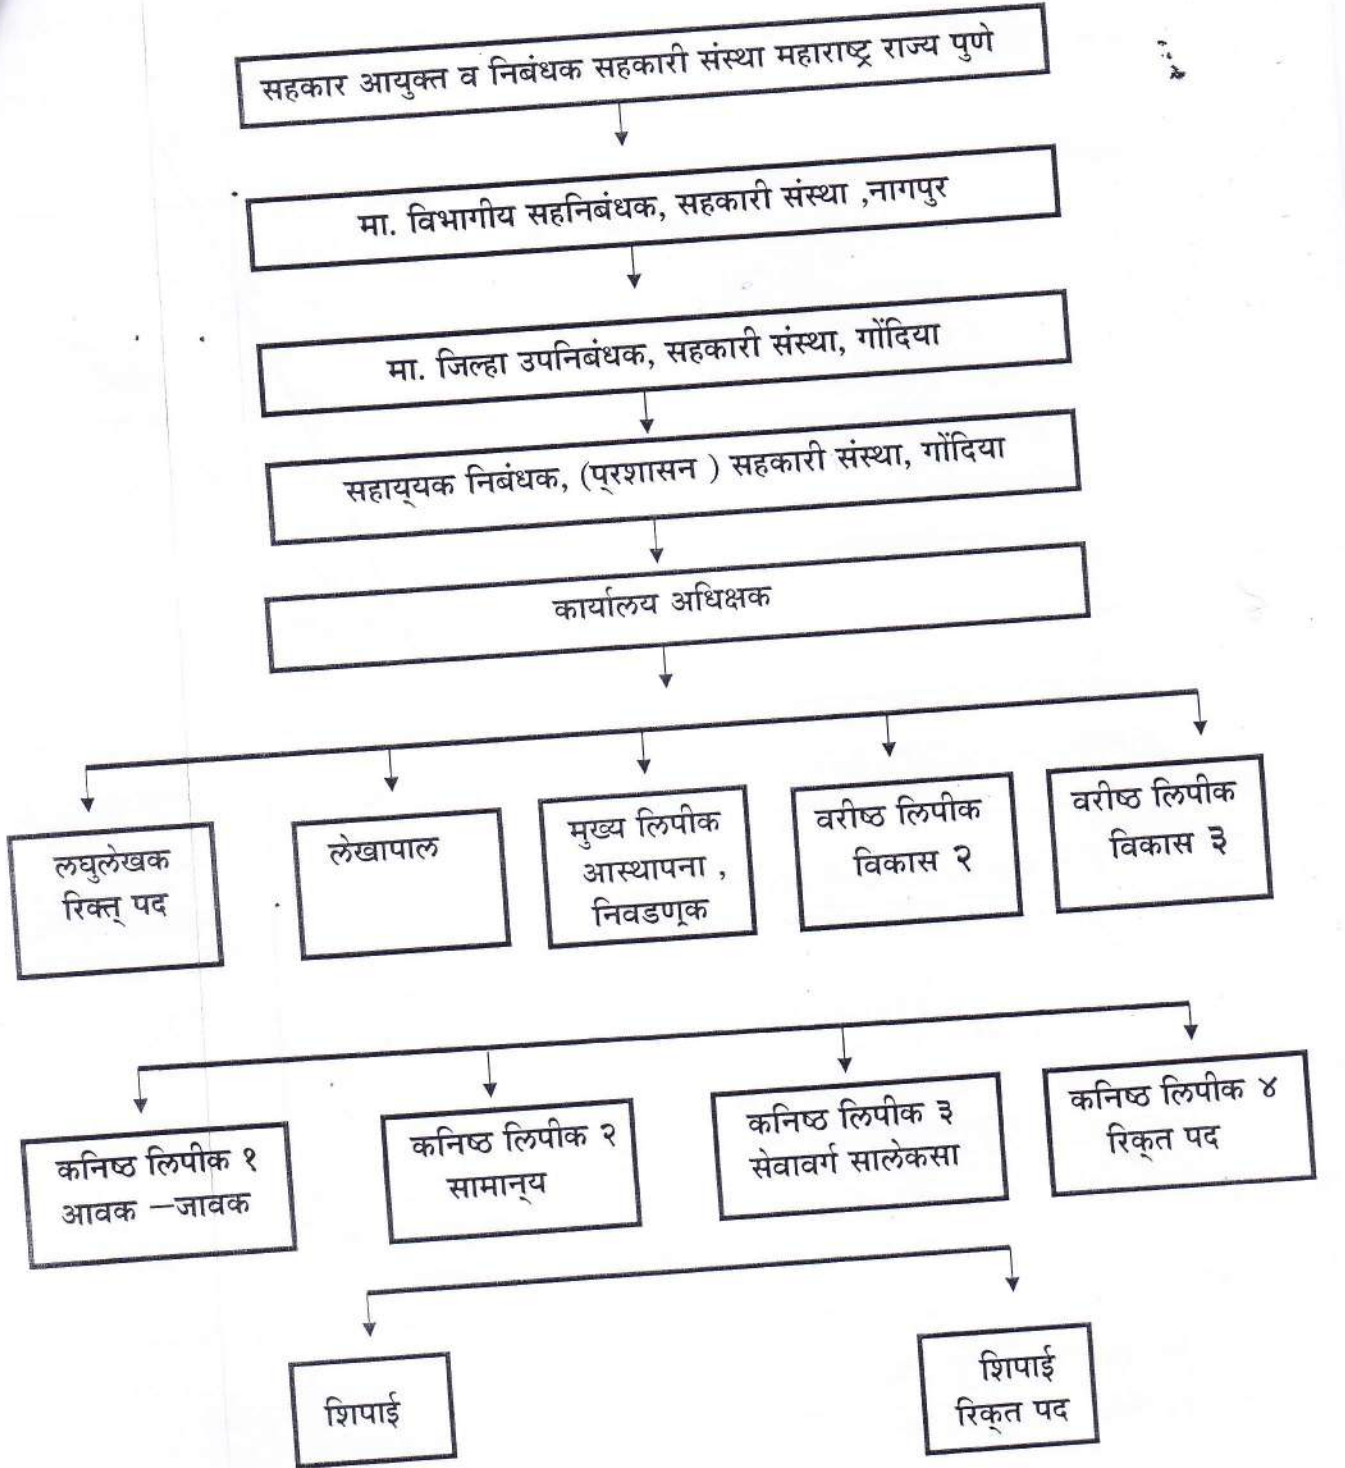 सहकार आयुक्त व निबंधक सहकारी संस्था महाराष्ट्र राज्य पुणे
मा. विभागीय सहनिबंधक, सहकारी संस्था ,नागपुर
मा. जिल्हा उपनिबंधक, सहकारी संस्था, गोंदिया
सहाय्‌यक निबंधक, (प्‌रशासन ) सहकारी संस्था, गोंदिया
कार्यालय अधिक्षक
लघुलेखक
रिक्त् पद
लेखापाल
मुख्य लिपीक
आस्थापना ,
निवडणूक
वरीष्ठ लिपीक
विकास २
वरीष्ठ लिपीक
विकास ३
कनिष्ठ लिपीक १
आवक –जावक
कनिष्ठ लिपीक २
सामान्‌य
कनिष्ठ लिपीक ३
सेवावर्ग सालेकसा
कनिष्ठ लिपीक ४
रिक्‌त पद
शिपाई
शिपाई
रिक्‌त पद